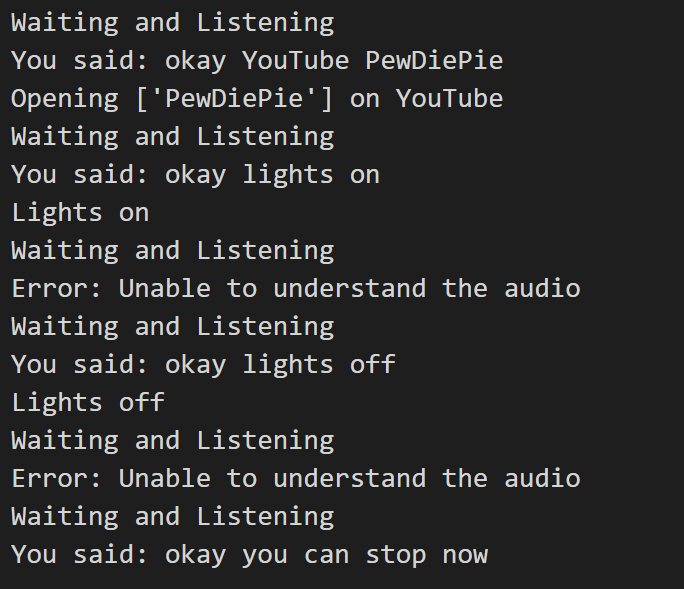 Waiting and Listening
You said: okay YouTube PewDiePie
Opening ['PewDiePie'] on YouTube
Waiting and Listening
You said: okay lights on
Lights on
Waiting and Listening
Error: Unable to understand the audio
Waiting and Listening
You said: okay lights off
Lights off
Waiting and Listening
Error: Unable to understand the audio
Waiting and Listening
You said: okay you can stop now